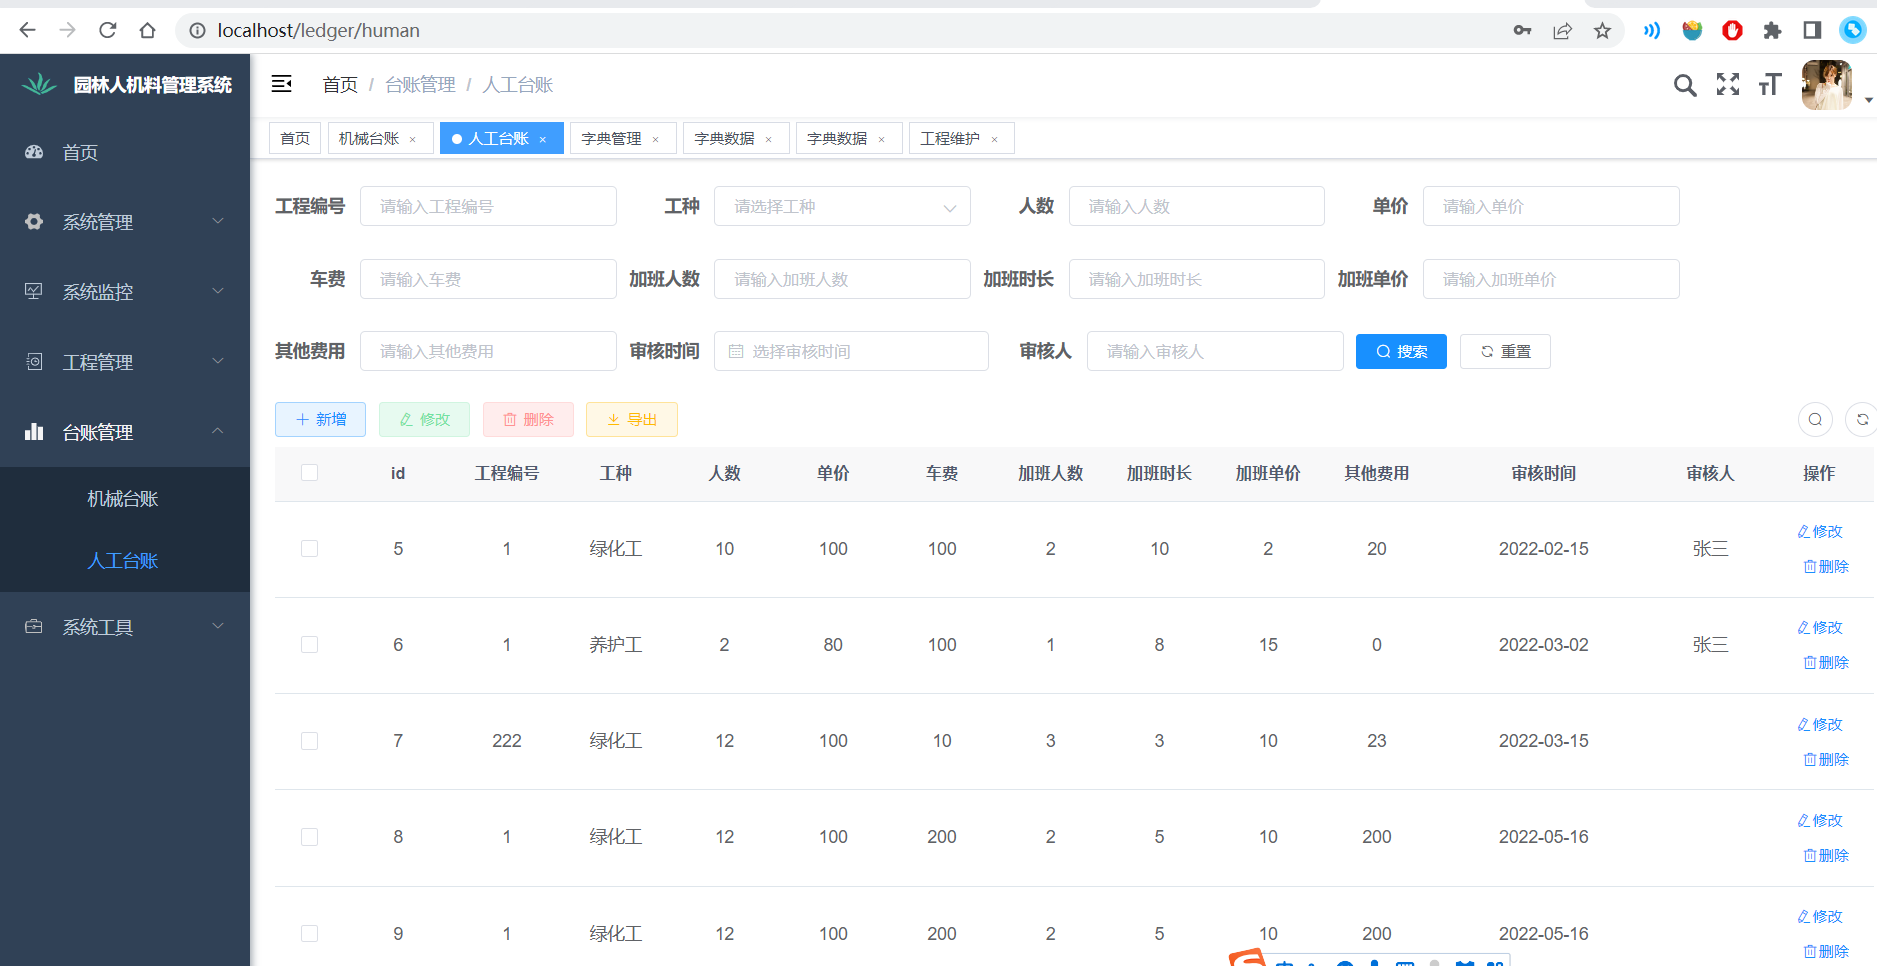 localhost/ledger/human
园林人机料管理系统
首页 / 台账管理 / 人工台账
首页 机械台账 × 人工台账 × 字典管理 × 字典数据 × 字典数据 × 工程维护 ×
首页
系统管理
系统监控
工程管理
台账管理
机械台账
人工台账
系统工具
工程编号 请输入工程编号 工种 请选择工种 人数 请输入人数 单价 请输入单价
车费 请输入车费 加班人数 请输入加班人数 加班时长 请输入加班时长 加班单价 请输入加班单价
其他费用 请输入其他费用 审核时间 选择审核时间 审核人 请输入审核人 搜索 重置
新增 修改 删除 导出
id 工程编号 工种 人数 单价 车费 加班人数 加班时长 加班单价 其他费用 审核时间 审核人 操作
5 1 绿化工 10 100 100 2 10 2 20 2022-02-15 张三 修改
删除
6 1 养护工 2 80 100 1 8 15 0 2022-03-02 张三 修改
删除
7 222 绿化工 12 100 10 3 3 10 23 2022-03-15 修改
删除
8 1 绿化工 12 100 200 2 5 10 200 2022-05-16 修改
删除
9 1 绿化工 12 100 200 2 5 10 200 2022-05-16 修改
删除